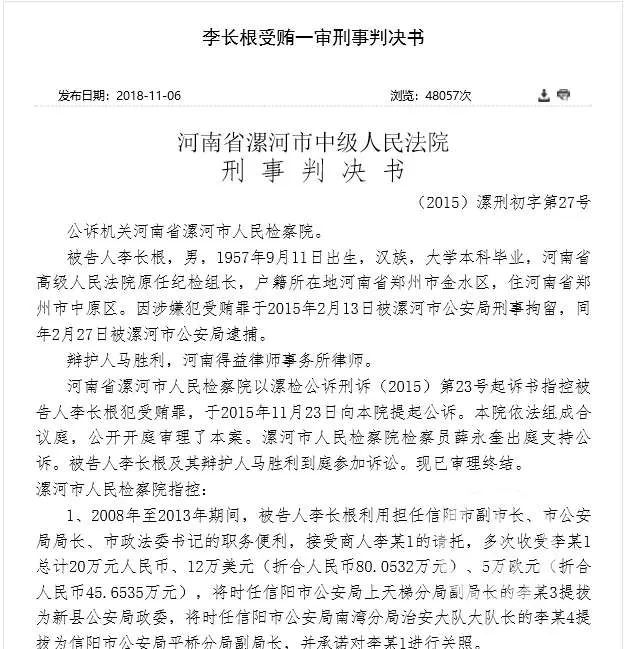 李长根受贿一审刑事判决书
发布日期：2018-11-06 浏览：48057次
河南省漯河市中级人民法院
刑 事 判 决 书
（2015）漯刑初字第27号
公诉机关河南省漯河市人民检察院。
被告人李长根，男，1957年9月11日出生，汉族，大学本科毕业，河南省
高级人民法院原任纪检组长，户籍所在地河南省郑州市金水区，住河南省郑
州市中原区。因涉嫌犯受贿罪于2015年2月13日被漯河市公安局刑事拘留，同
年2月27日被漯河市公安局逮捕。
辩护人马胜利，河南得益律师事务所律师。
河南省漯河市人民检察院以漯检公诉刑诉（2015）第23号起诉书指控被
告人李长根犯受贿罪，于2015年11月23日向本院提起公诉。本院依法组成合
议庭，公开开庭审理了本案。漯河市人民检察院检察员薛永奎出庭支持公
诉。被告人李长根及其辩护人马胜利到庭参加诉讼。现已审理终结。
漯河市人民检察院指控：
1、2008年至2013年期间，被告人李长根利用担任信阳市副市长、市公安
局局长、市政法委书记的职务便利，接受商人李某1的请托，多次收受李某1
总计20万元人民币、12万美元（折合人民币80.0532万元）、5万欧元（折合
人民币45.6535万元），将时任信阳市公安局上天梯分局副局长的李某3提拔
为新县公安局政委，将时任信阳市公安局南湾分局治安大队大队长的李某4提
拔为信阳市公安局平桥分局副局长，并承诺对李某1进行关照。